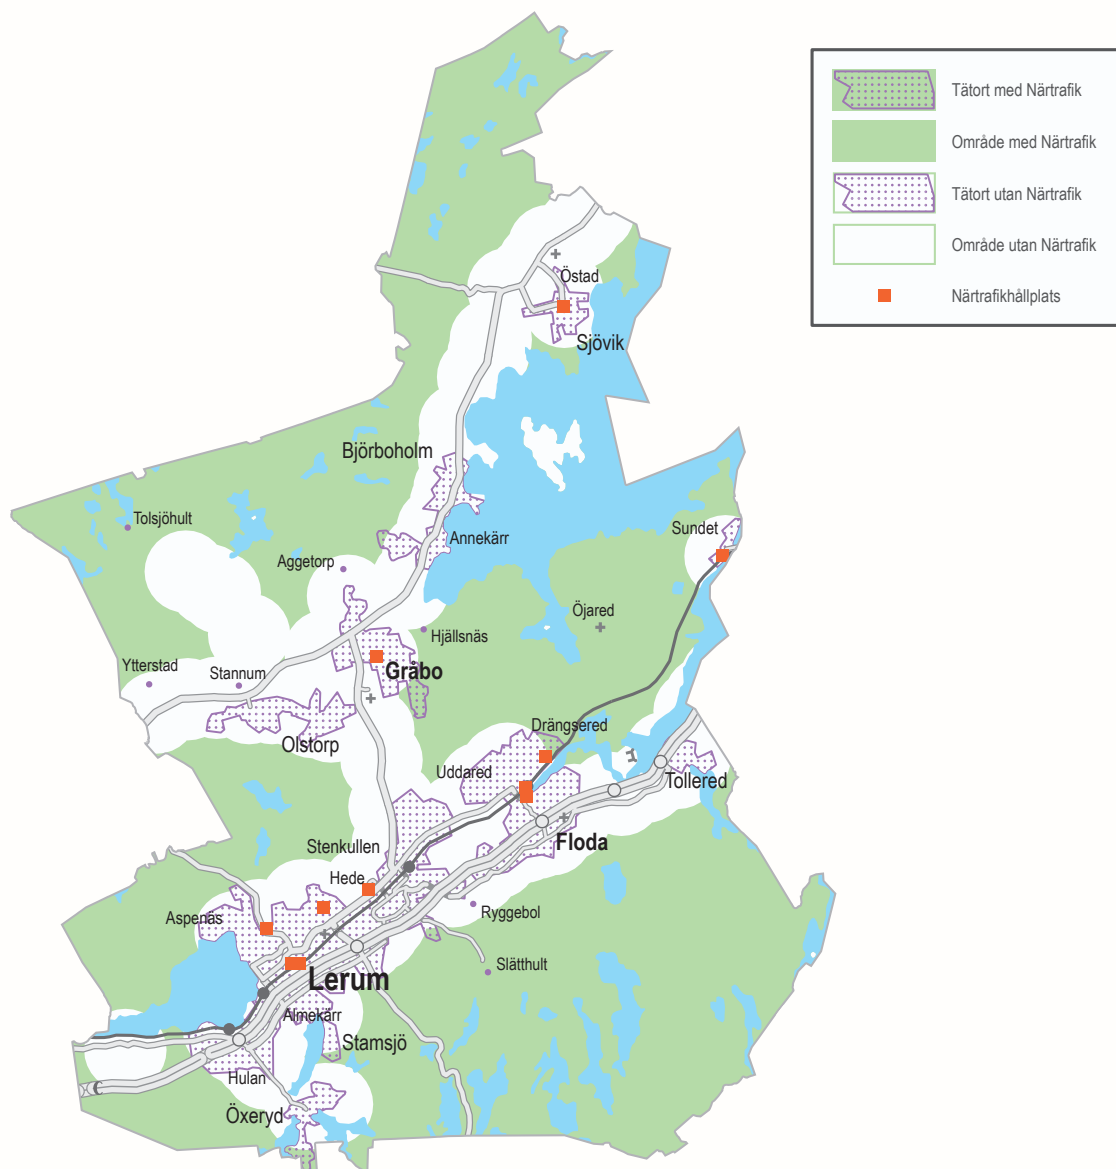 Tätort med Närtrafik
Område med Närtrafik
Tätort utan Närtrafik
Område utan Närtrafik
Närtrafikhållplats
Östad
Sjövik
Björboholm
Tolsjöhult
Sundet
Annekärr
Aggetorp
Öjared
Hjällsnäs
Ytterstad
Stannum
Gråbo
Drängsered
Olstorp
Uddared
Tollered
Stenkullen
Floda
Hede
Aspenäs
Ryggebol
Slätthult
Lerum
Almekärr
Stamsjö
Hulan
Öxeryd